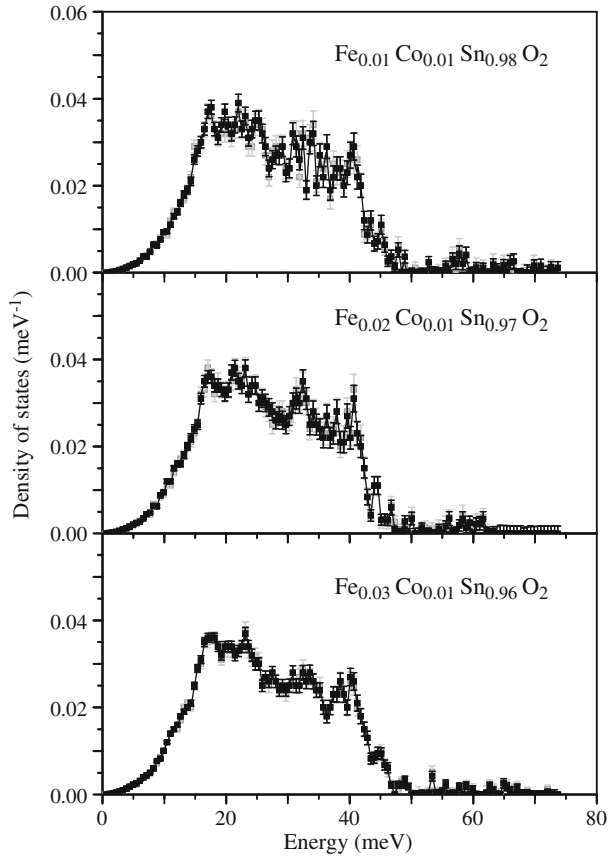 0.06
Fe0.01 Co0.01 Sn0.98 O2
0.04
0.02
0.00
Fe0.02 Co0.01 Sn0.97 O2
0.04
0.02
0.00
Fe0.03 Co0.01 Sn0.96 O2
0.04
0.02
0.00
0 20 40 60 80
Energy (meV)
Density of states (meV-1)